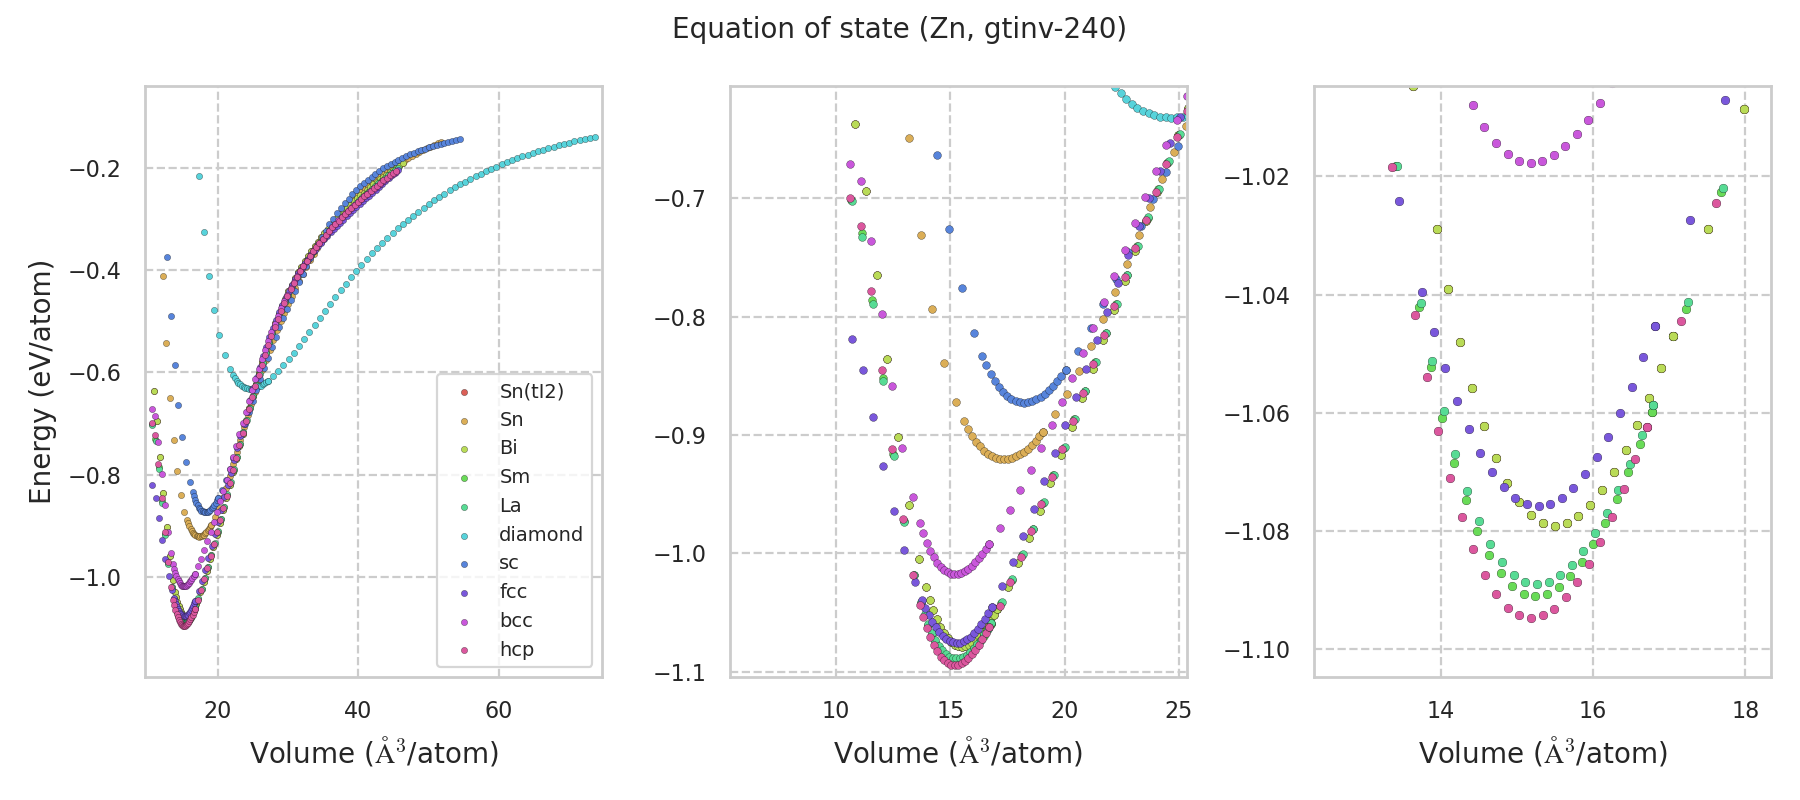 Equation of state (Zn, gtinv-240)
Energy (eV/atom)
−0.2
−0.4
−0.6
−0.8
−1.0
20 40 60
Volume (Å³/atom)
Sn(tI2)
Sn
Bi
Sm
La
diamond
sc
fcc
bcc
hcp
−0.7
−0.8
−0.9
−1.0
−1.1
10 15 20 25
Volume (Å³/atom)
−1.02
−1.04
−1.06
−1.08
−1.10
14 16 18
Volume (Å³/atom)